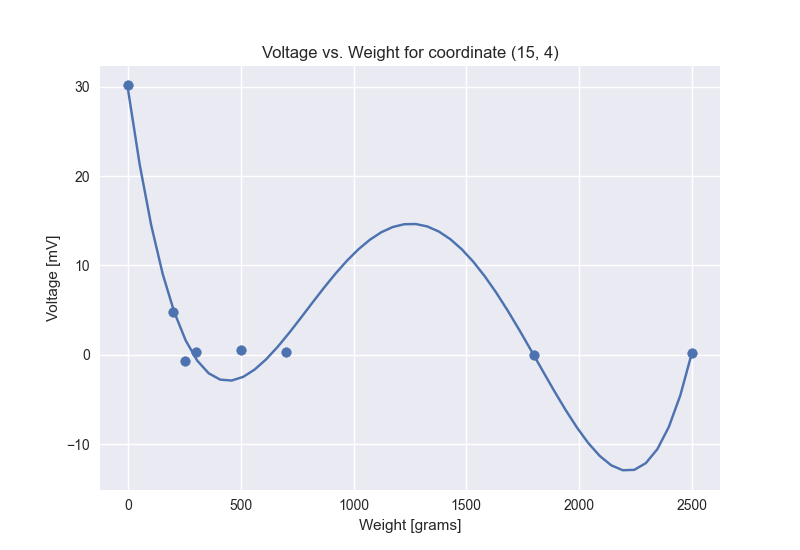 Voltage vs. Weight for coordinate (15, 4)
30
20
10
0
−10
Voltage [mV]
0 500 1000 1500 2000 2500
Weight [grams]